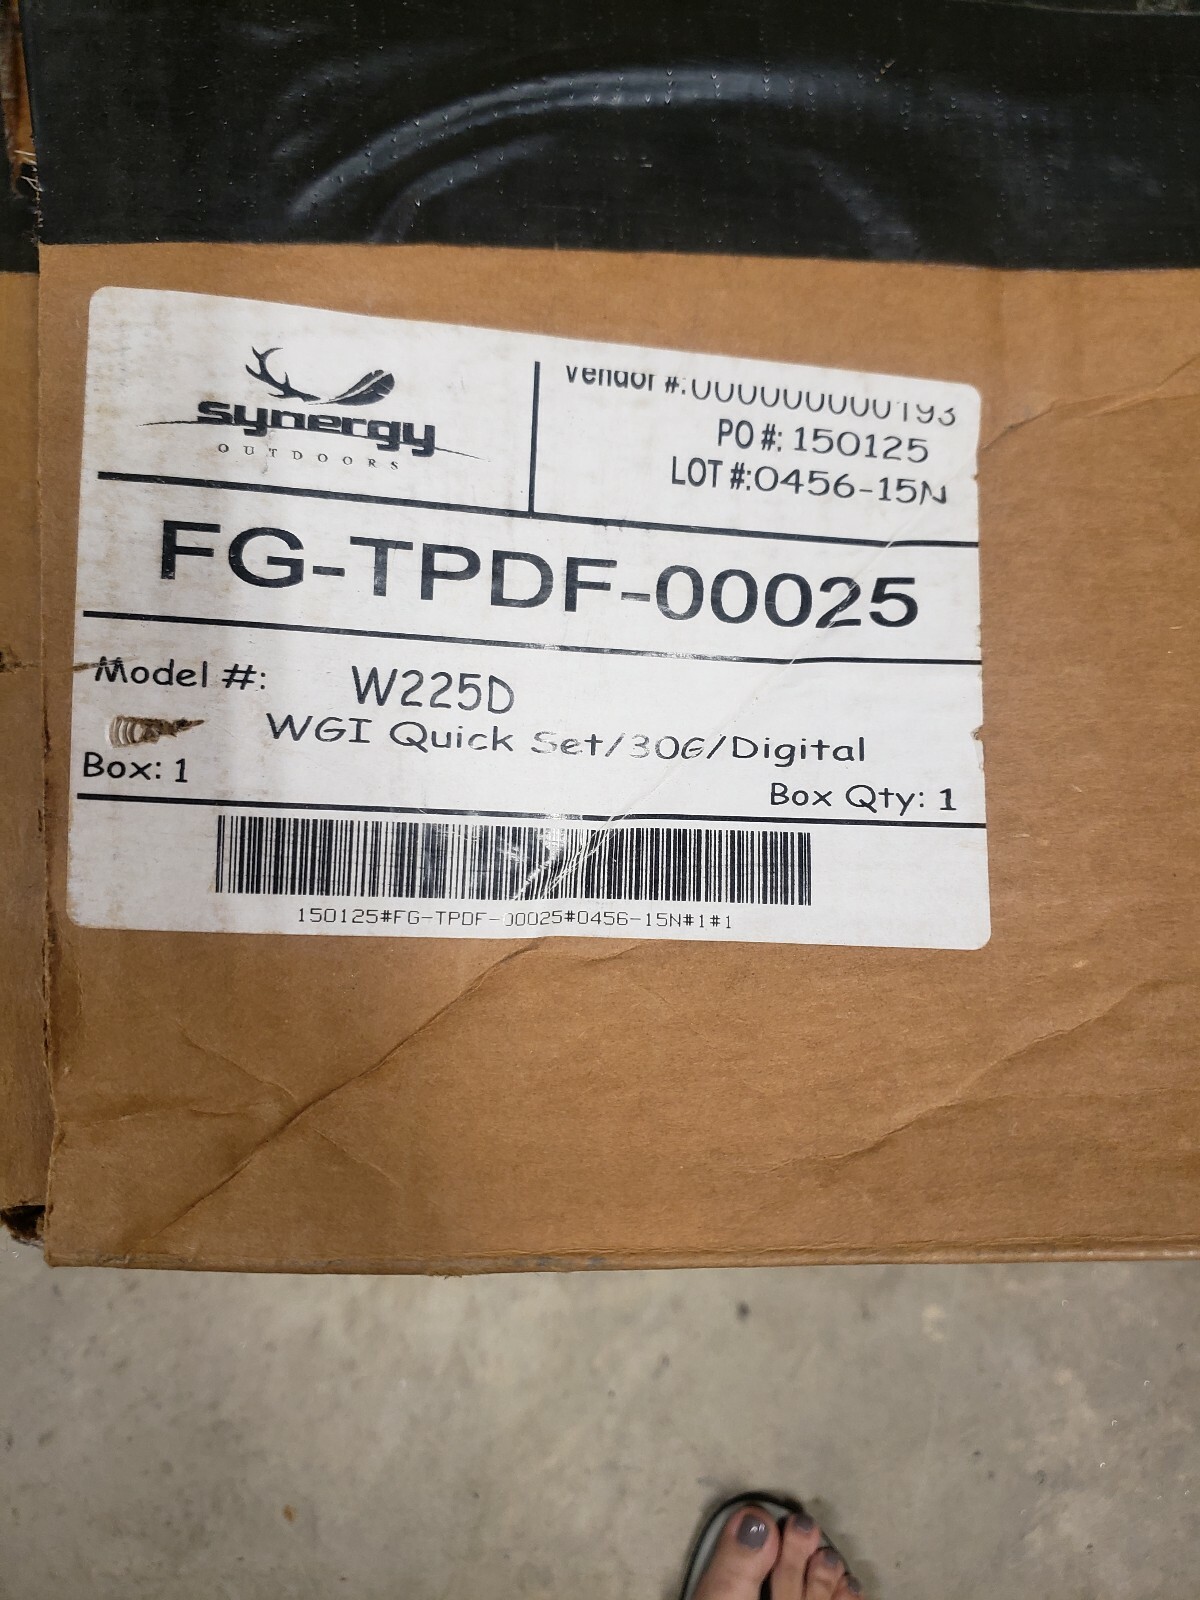 synergy
OUTDOORS
Vendor #:0000000000193
PO #: 150125
LOT #:0456-15N
FG-TPDF-00025
Model #: W225D
WGI Quick Set/30G/Digital
Box: 1
Box Qty: 1
150125#FG-TPDF-00025#0456-15N#1#1